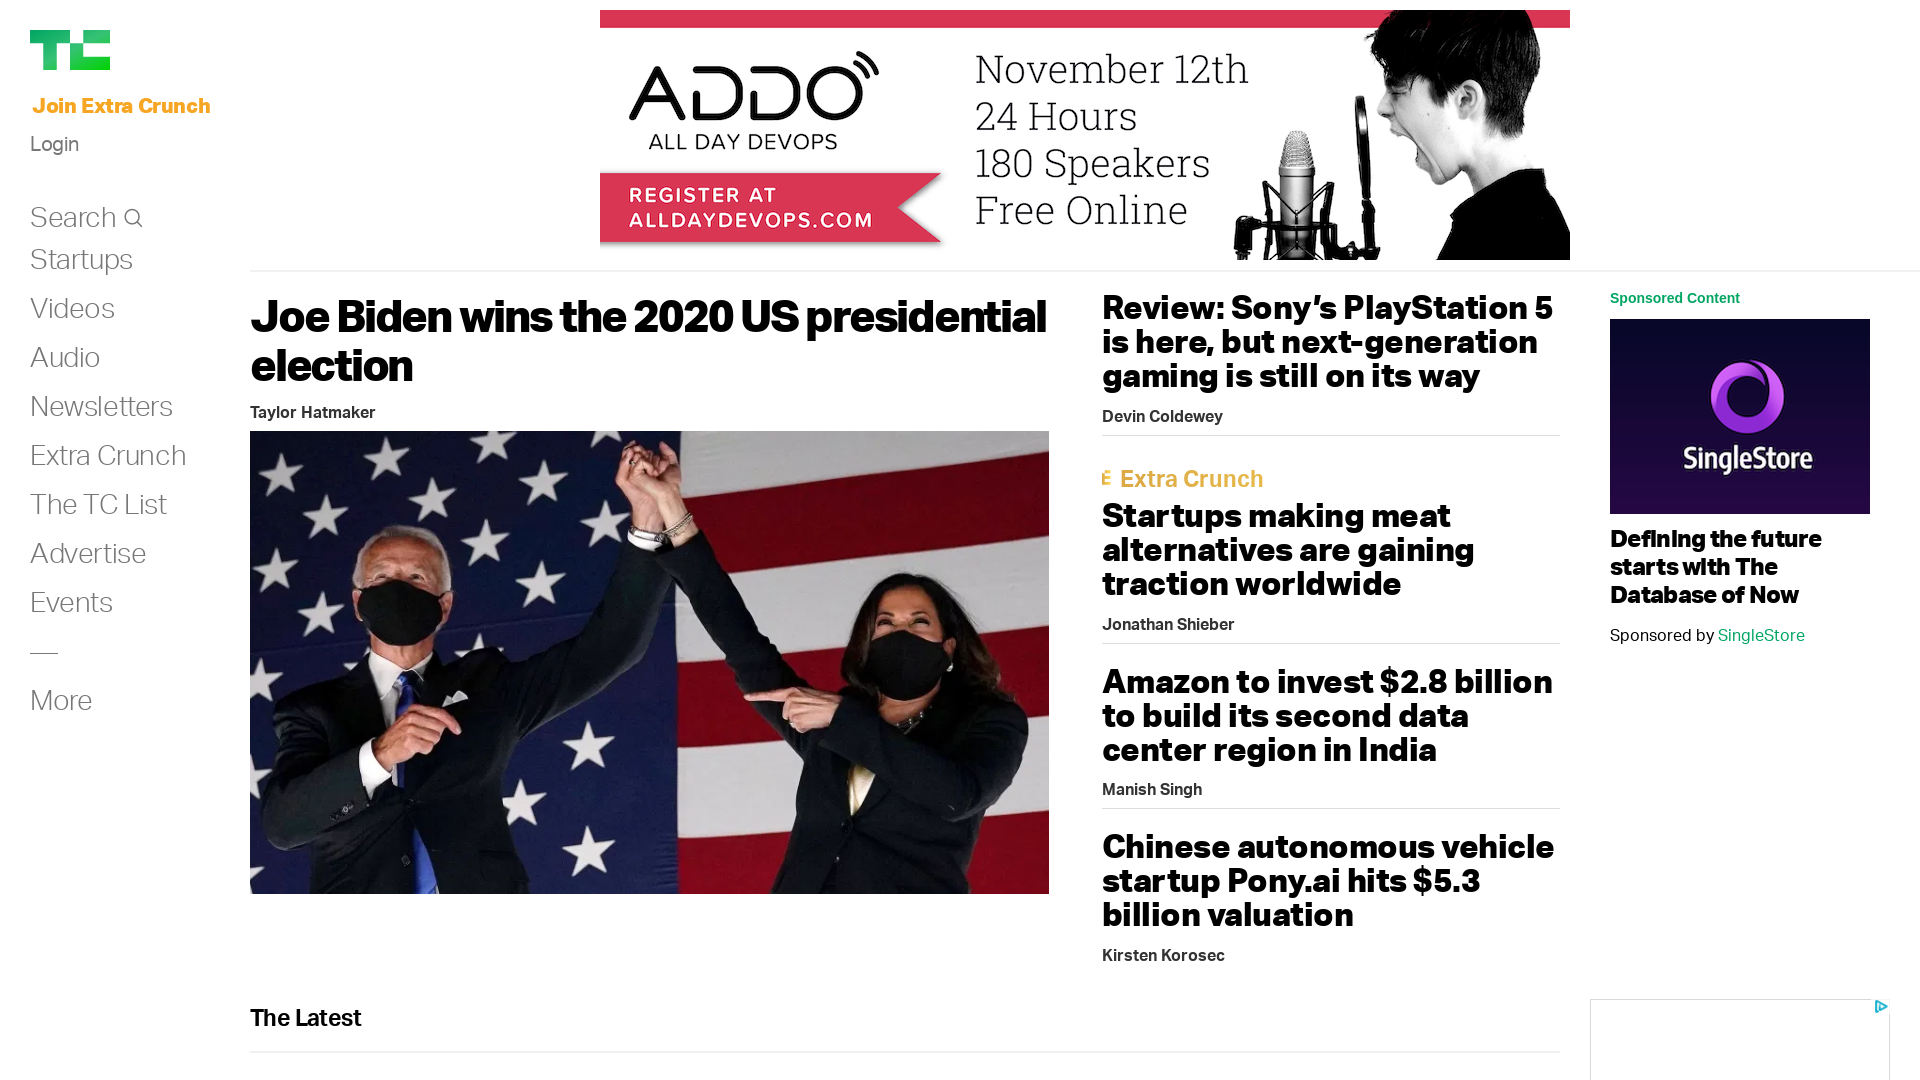 TC
Join Extra Crunch
Login
Search
Startups
Videos
Audio
Newsletters
Extra Crunch
The TC List
Advertise
Events
More
ADDO
ALL DAY DEVOPS
REGISTER AT
ALLDAYDEVOPS.COM
November 12th
24 Hours
180 Speakers
Free Online
Joe Biden wins the 2020 US presidential
election
Taylor Hatmaker
Review: Sony’s PlayStation 5
is here, but next-generation
gaming is still on its way
Devin Coldewey
Extra Crunch
Startups making meat
alternatives are gaining
traction worldwide
Jonathan Shieber
Amazon to invest $2.8 billion
to build its second data
center region in India
Manish Singh
Chinese autonomous vehicle
startup Pony.ai hits $5.3
billion valuation
Kirsten Korosec
Sponsored Content
SingleStore
Defining the future
starts with The
Database of Now
Sponsored by SingleStore
The Latest